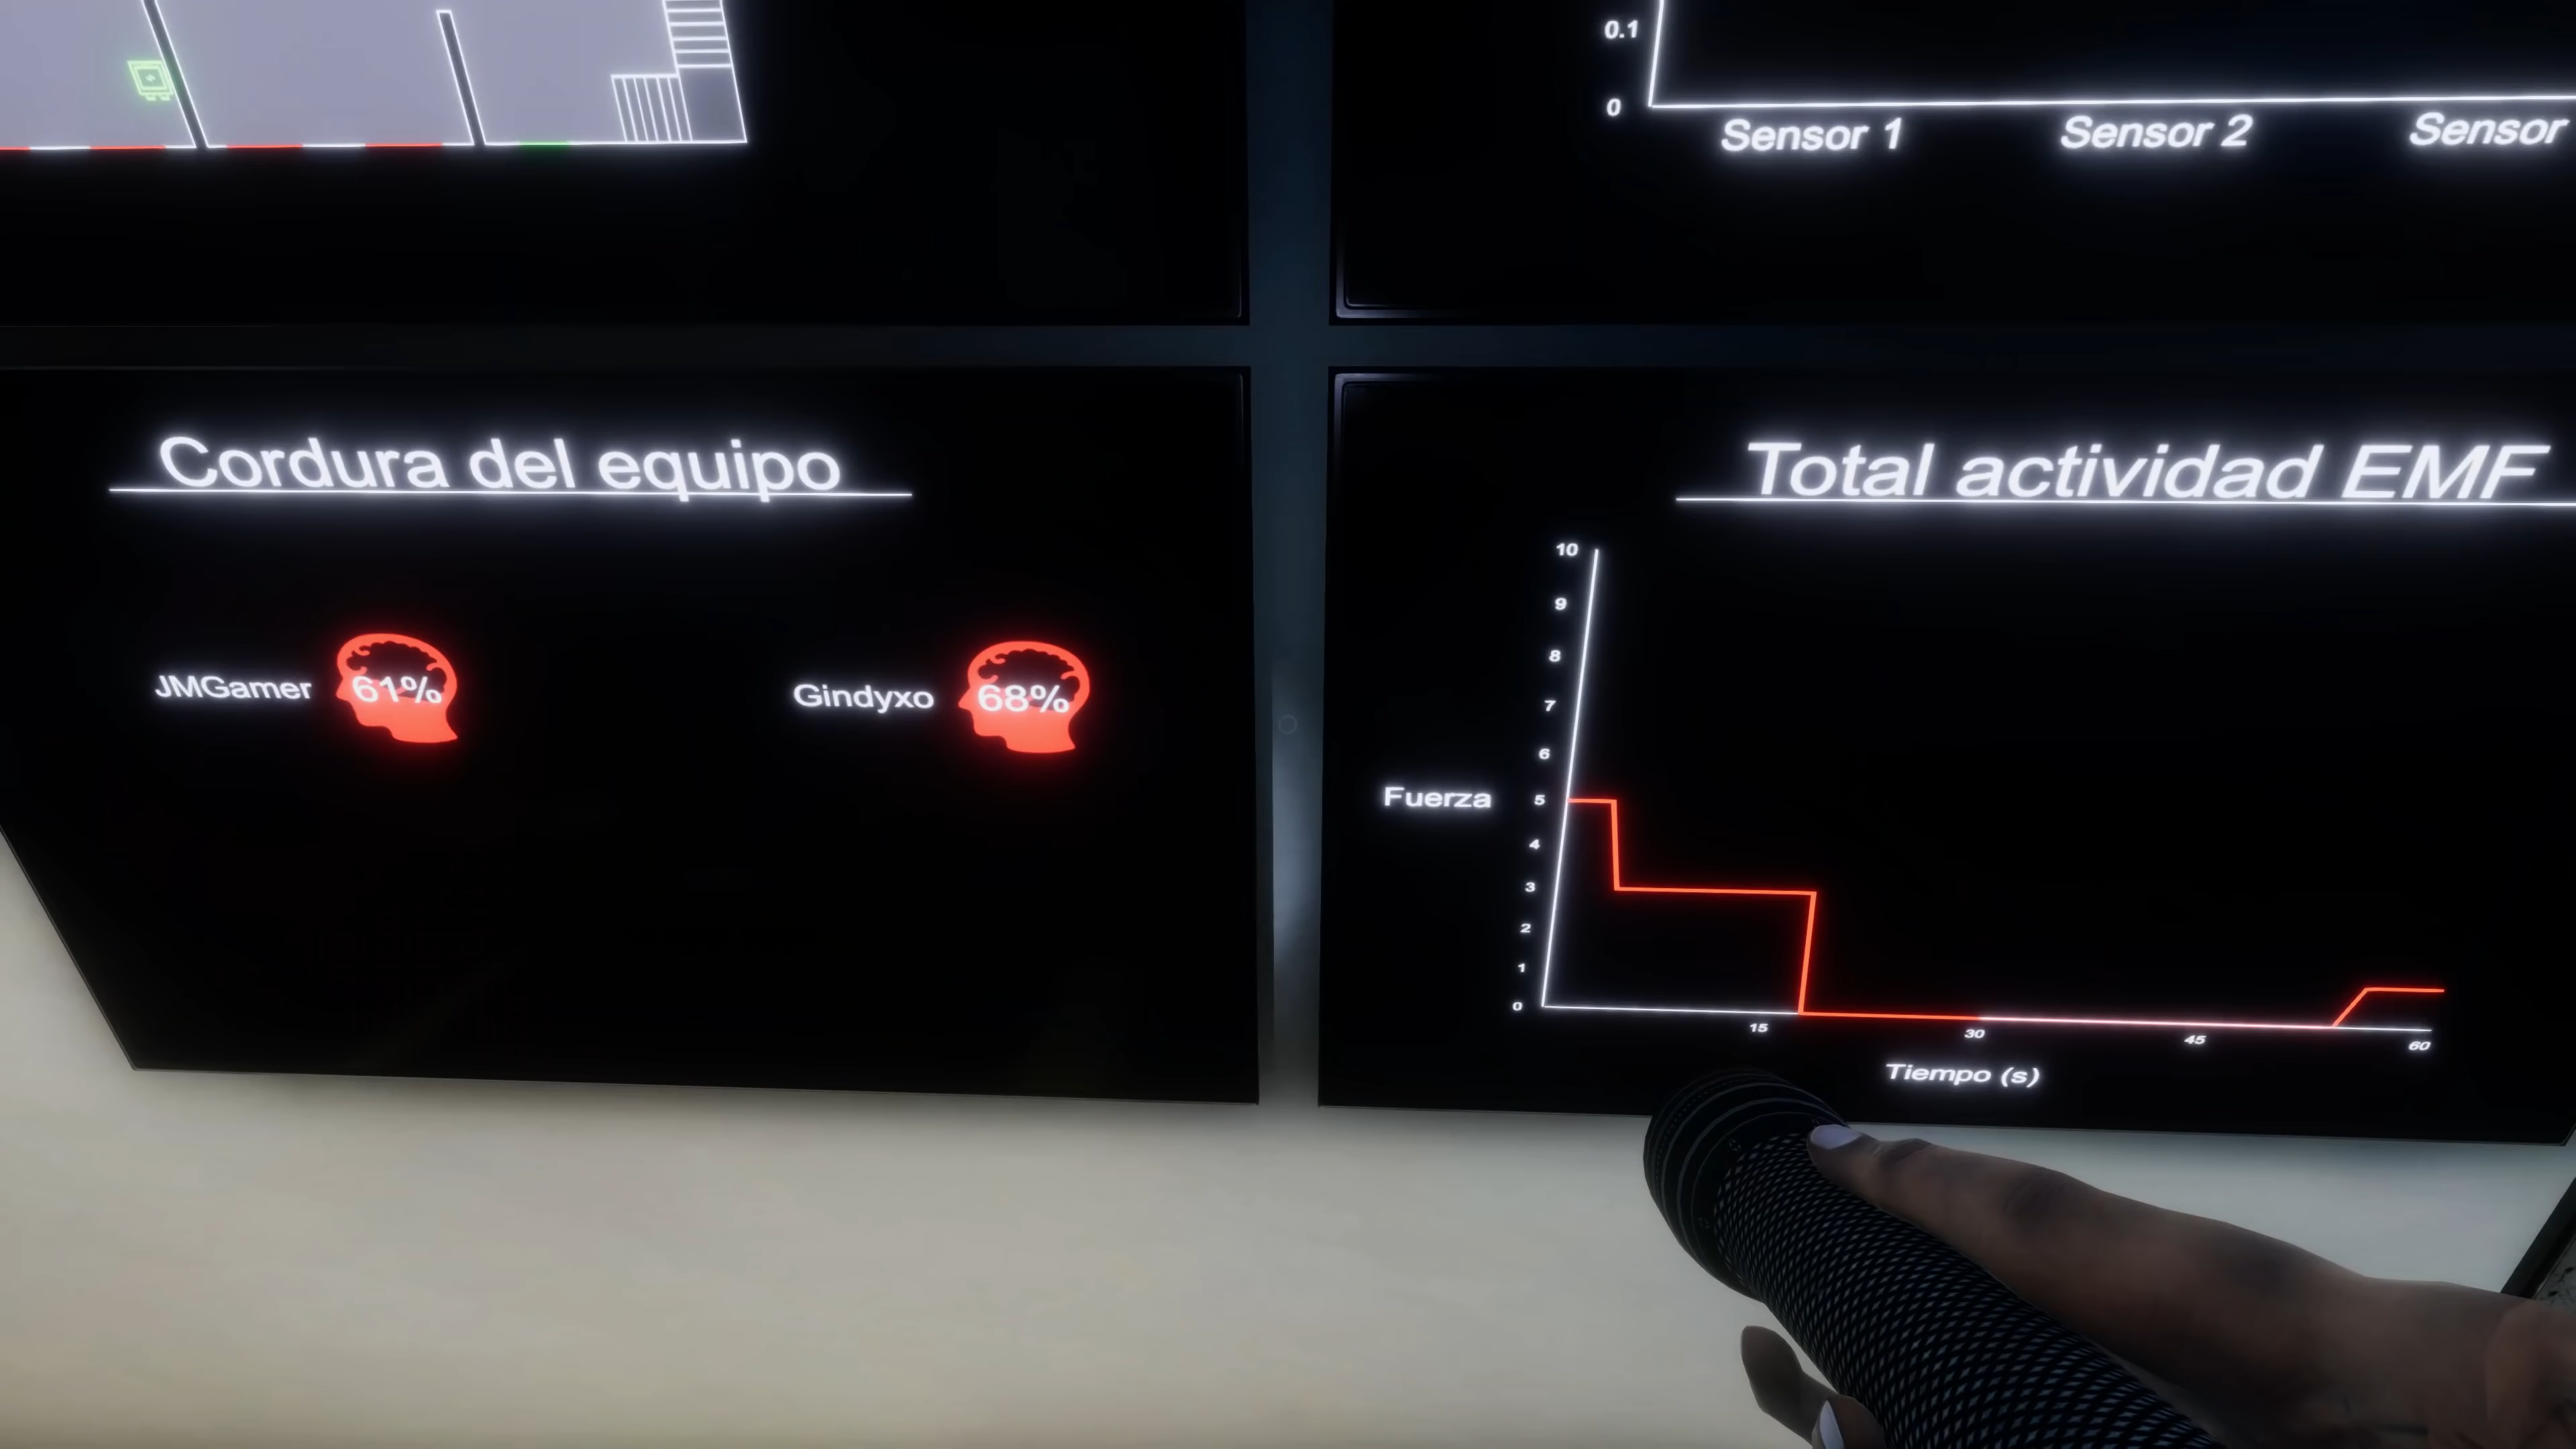 0.1
0
Sensor 1
Sensor 2
Sensor
Cordura del equipo
JMGamer
61%
Gindyxo
68%
Total actividad EMF
10
9
8
7
6
Fuerza
5
4
3
2
1
0
15
30
45
60
Tiempo (s)